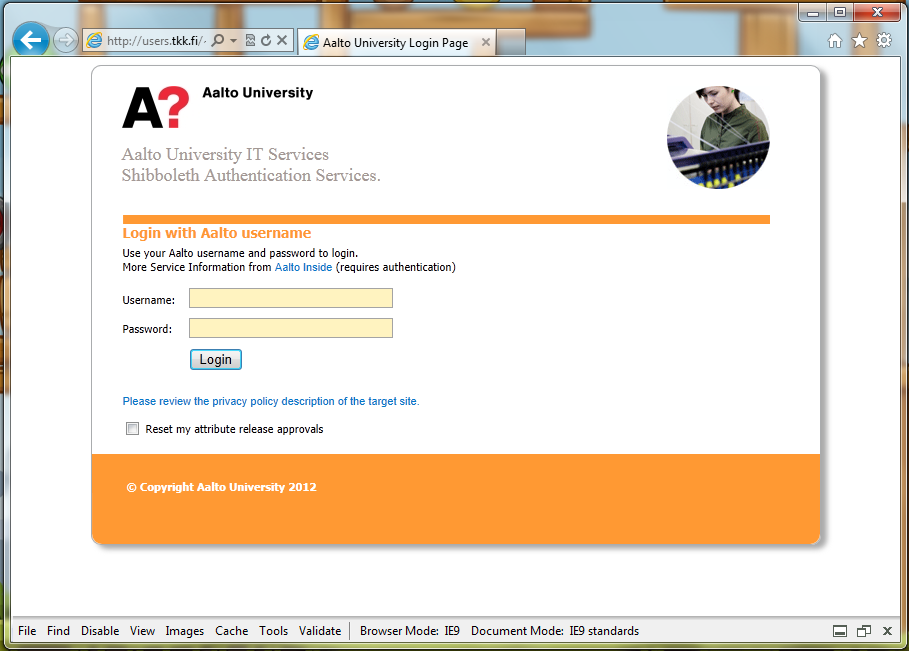 http://users.tkk.fi/
Aalto University Login Page
A?
Aalto University
Aalto University IT Services
Shibboleth Authentication Services.
Login with Aalto username
Use your Aalto username and password to login.
More Service Information from Aalto Inside (requires authentication)
Username:
Password:
Login
Please review the privacy policy description of the target site.
Reset my attribute release approvals
© Copyright Aalto University 2012
File Find Disable View Images Cache Tools Validate Browser Mode: IE9 Document Mode: IE9 standards